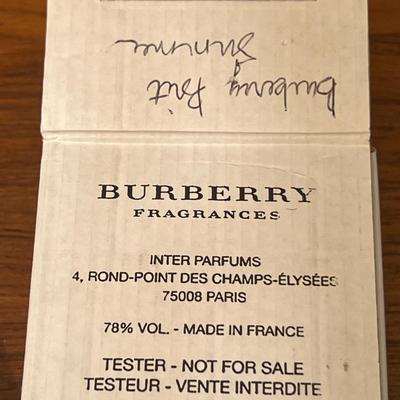 Burberry Brit
Summer
BURBERRY
FRAGRANCES
INTER PARFUMS
4, ROND-POINT DES CHAMPS-ÉLYSÉES
75008 PARIS
78% VOL. - MADE IN FRANCE
TESTER - NOT FOR SALE
TESTEUR - VENTE INTERDITE